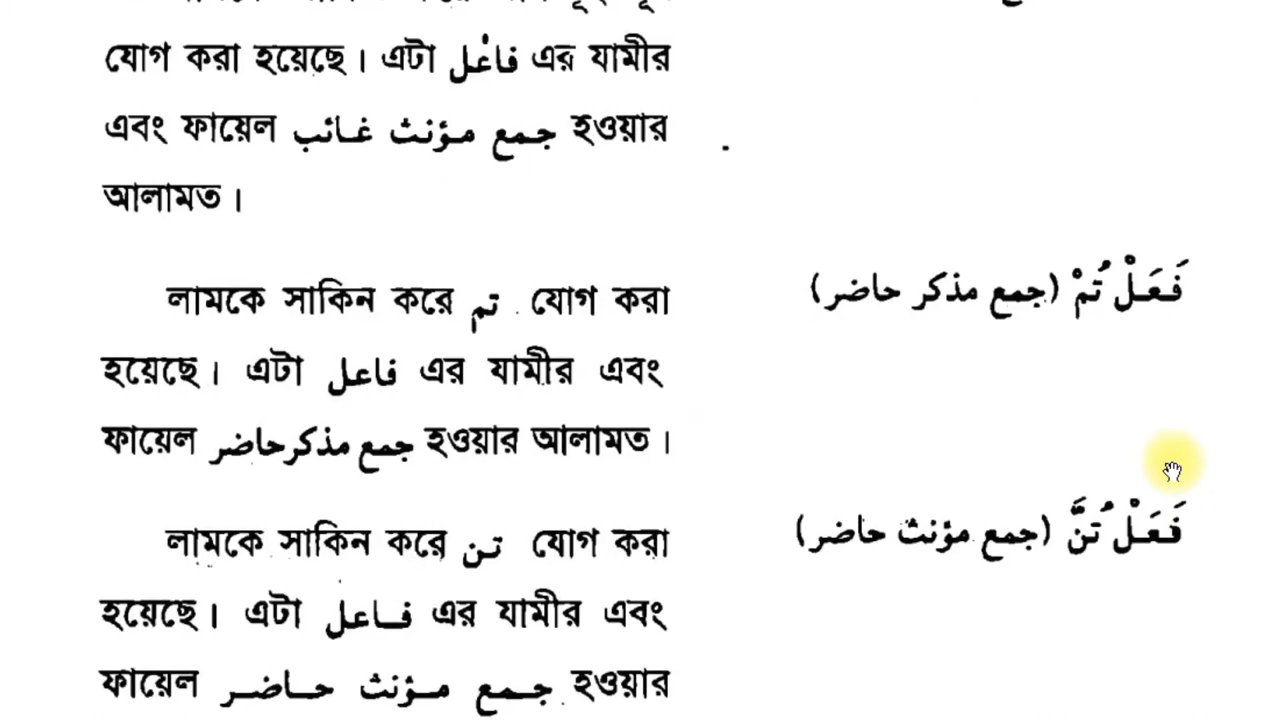 যোগ করা হয়েছে। এটা فاعل এর যামীর
এবং ফায়েল جمع مؤنث غائب হওয়ার
আলামত।
লামকে সাকিন করে تم যোগ করা
হয়েছে। এটা فاعل এর যামীর এবং
ফায়েল جمع مذكر حاضر হওয়ার আলামত।
فَعَلْ تُمْ (جمع مذكر حاضر)
লামকে সাকিন করে تن যোগ করা
হয়েছে। এটা فاعل এর যামীর এবং
ফায়েল جمع مؤنث حاضر হওয়ার
فَعَلْ تُنَّ (جمع مؤنث حاضر)